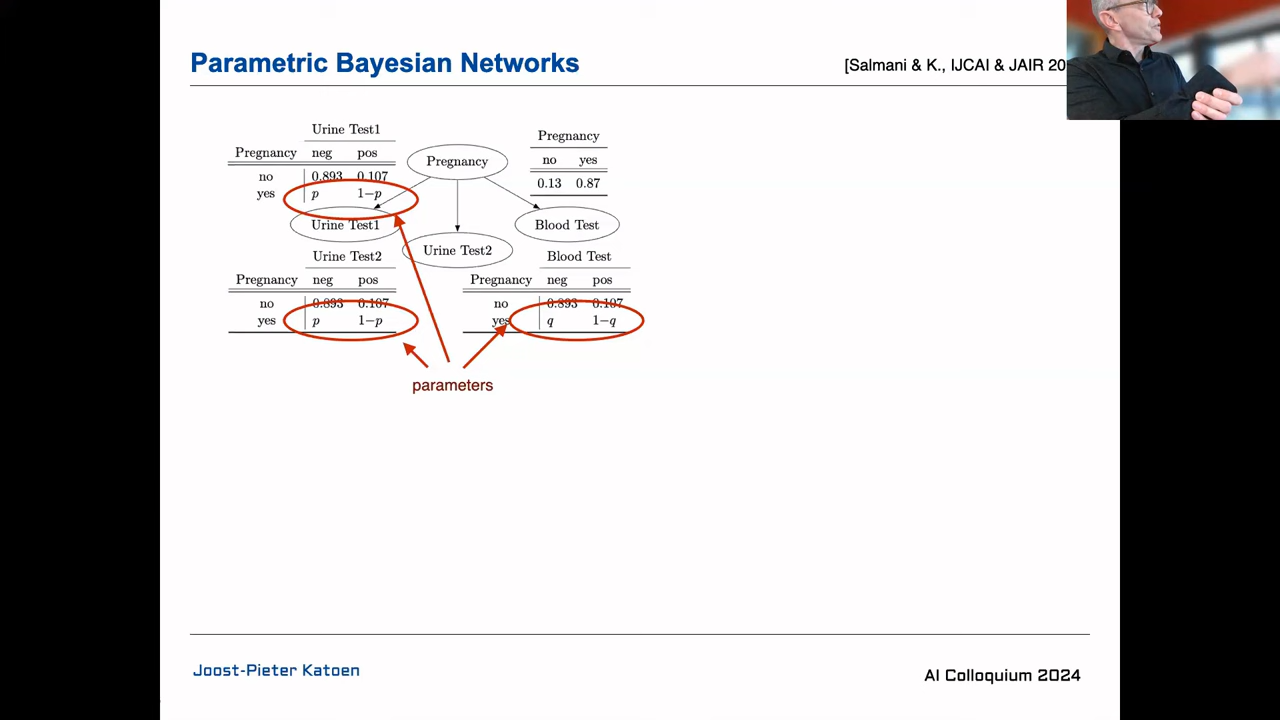 Parametric Bayesian Networks
[Salmani & K., IJCAI & JAIR 20
Urine Test1
Pregnancy neg pos
no 0.893 0.107
yes p 1−p
Pregnancy
Pregnancy
no yes
0.13 0.87
Urine Test1
Urine Test2
Blood Test
Urine Test2
Pregnancy neg pos
no 0.893 0.107
yes p 1−p
Blood Test
Pregnancy neg pos
no 0.893 0.107
yes q 1−q
parameters
Joost-Pieter Katoen
AI Colloquium 2024